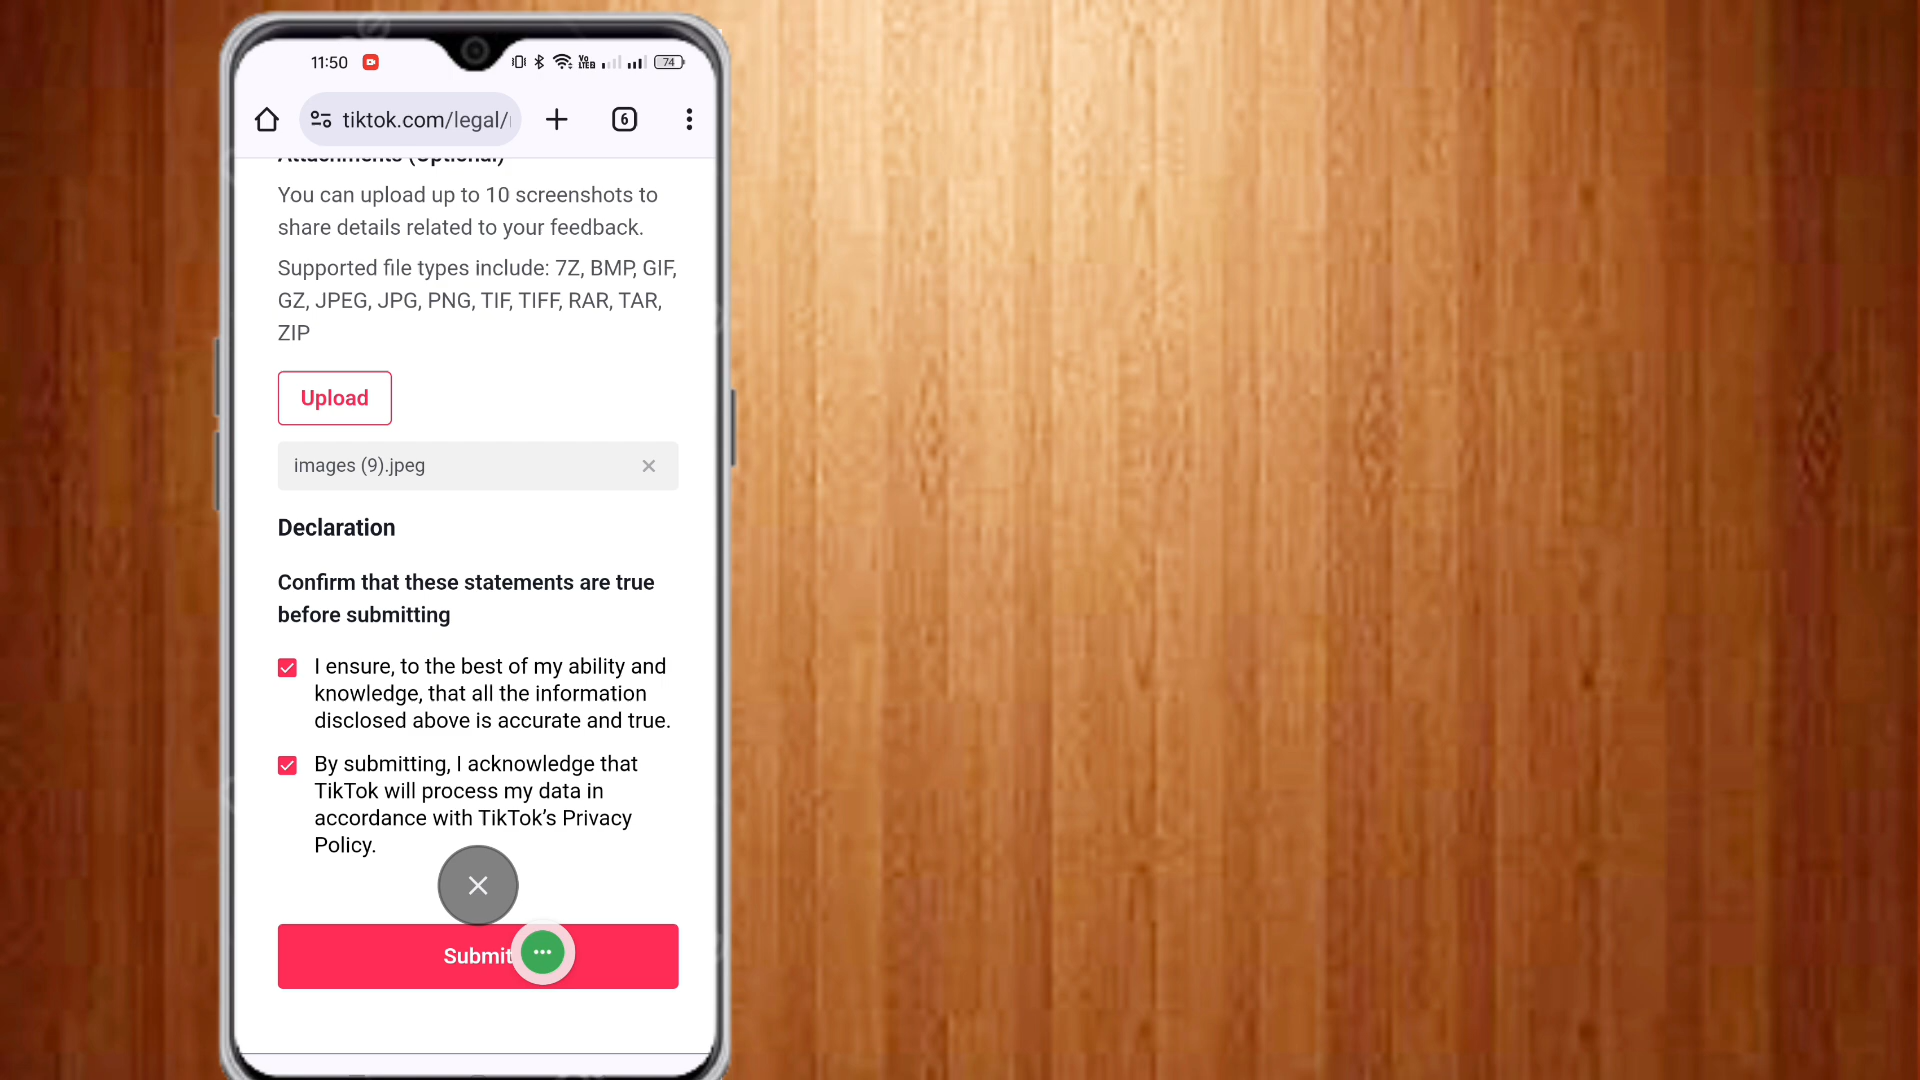 11:50
Vo
LTE
74
tiktok.com/legal/
6
Attachments (Optional)
You can upload up to 10 screenshots to
share details related to your feedback.
Supported file types include: 7Z, BMP, GIF,
GZ, JPEG, JPG, PNG, TIF, TIFF, RAR, TAR,
ZIP
Upload
images (9).jpeg
Declaration
Confirm that these statements are true
before submitting
I ensure, to the best of my ability and
knowledge, that all the information
disclosed above is accurate and true.
By submitting, I acknowledge that
TikTok will process my data in
accordance with TikTok’s Privacy
Policy.
Submit